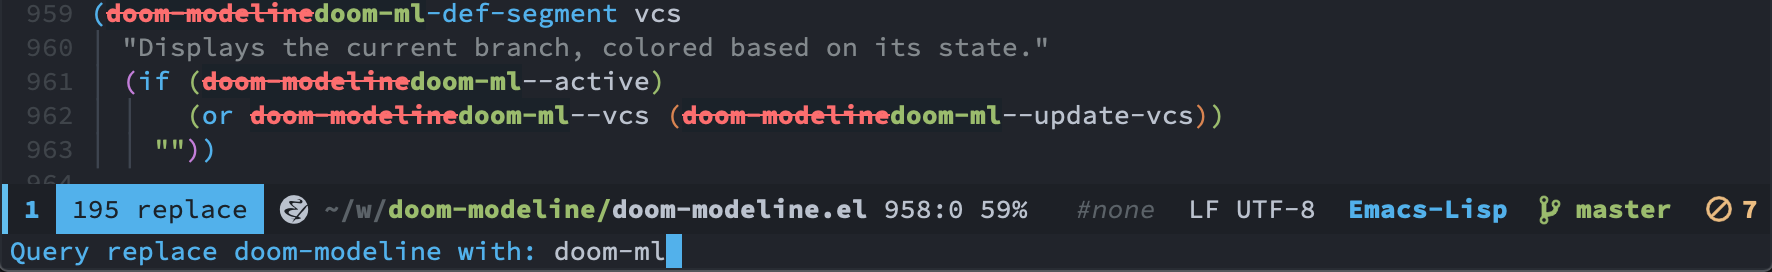 959 (doom-modelinedoom-ml-def-segment vcs
960 "Displays the current branch, colored based on its state."
961 (if (doom-modelinedoom-ml--active)
962 (or doom-modelinedoom-ml--vcs (doom-modelinedoom-ml--update-vcs))
963 ""))
964
1 195 replace ~/w/doom-modeline/doom-modeline.el 958:0 59% #none LF UTF-8 Emacs-Lisp master 7
Query replace doom-modeline with: doom-ml